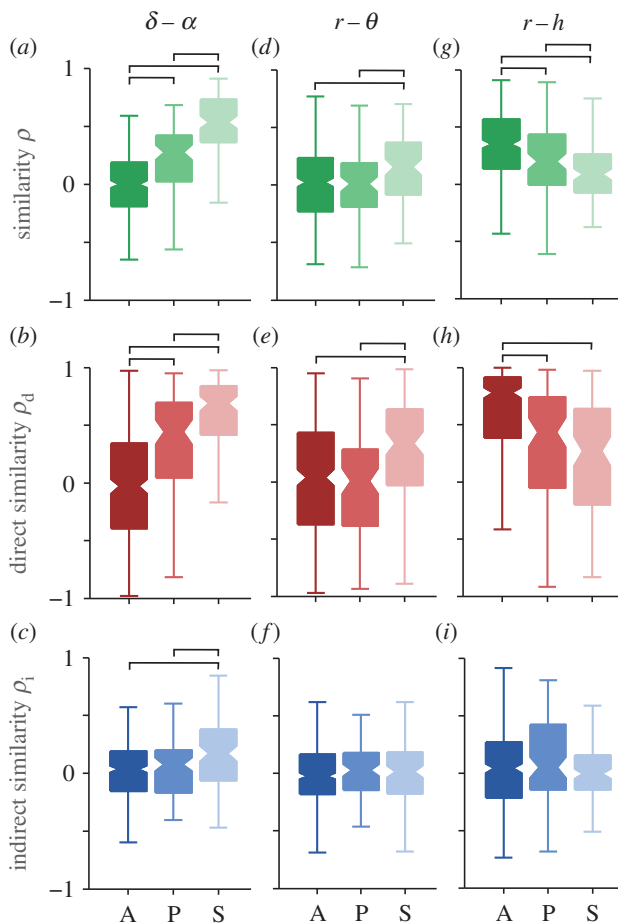 δ – α r – θ r – h
(a) (d) (g)
1
0
−1
similarity ρ
(b) (e) (h)
1
0
−1
direct similarity ρd
(c) (f) (i)
1
0
−1
indirect similarity ρi
A P S A P S A P S